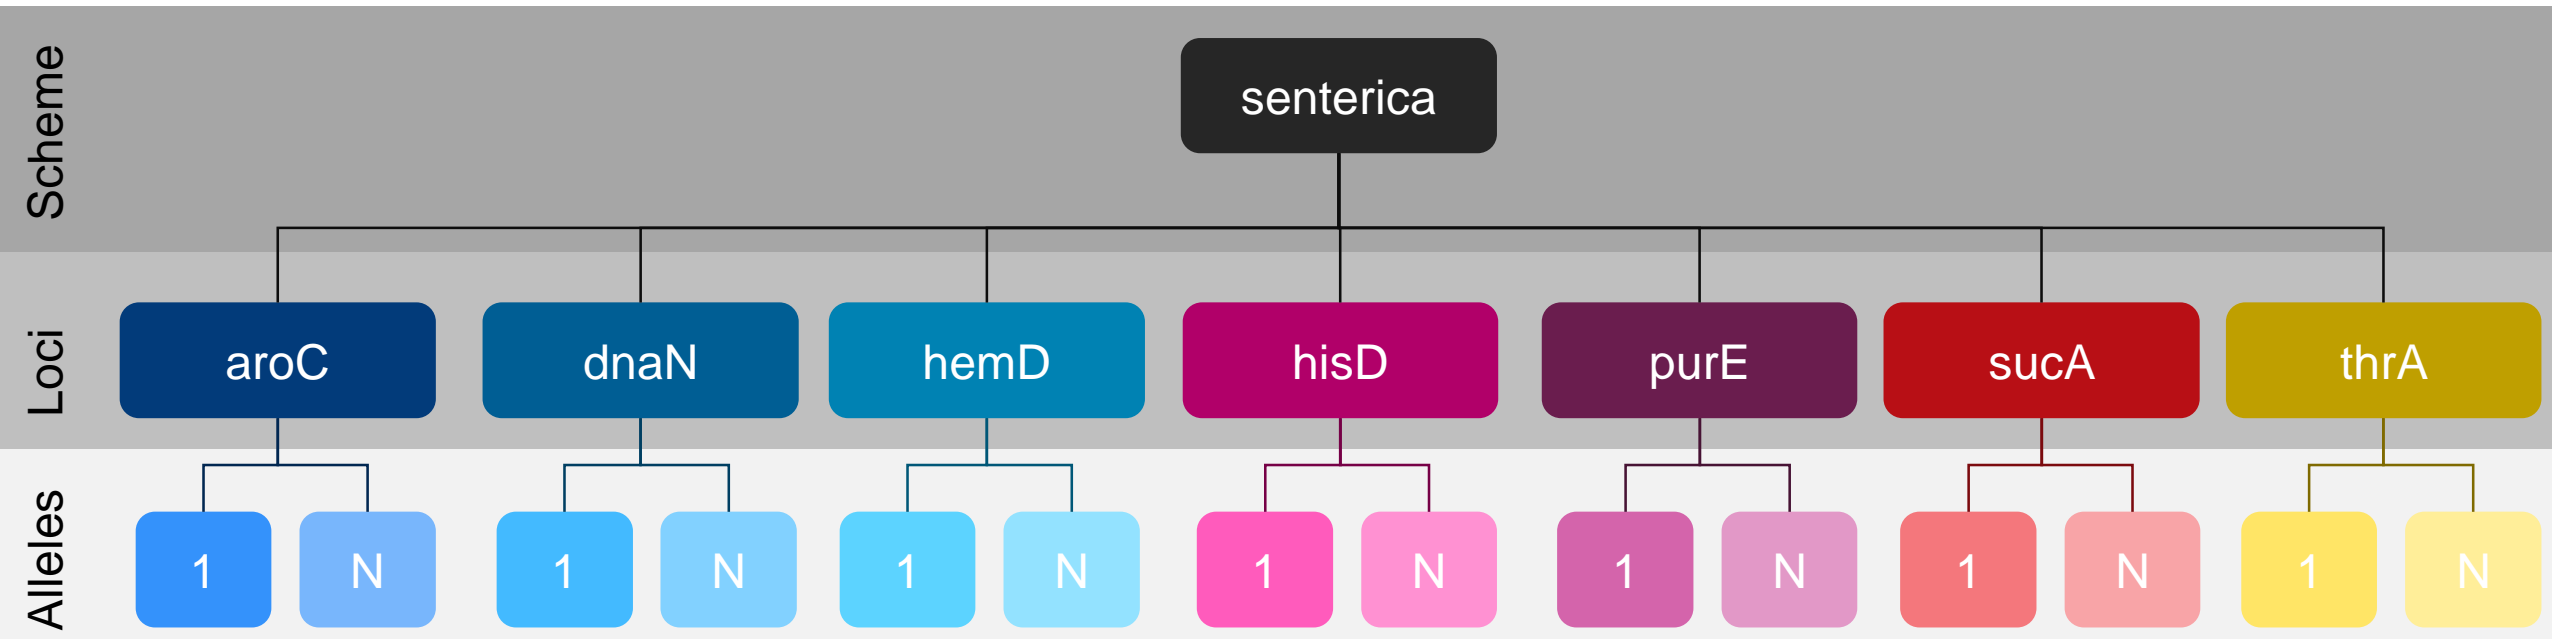 Scheme
senterica
Loci
aroC
dnaN
hemD
hisD
purE
sucA
thrA
Alleles
1
N
1
N
1
N
1
N
1
N
1
N
1
N